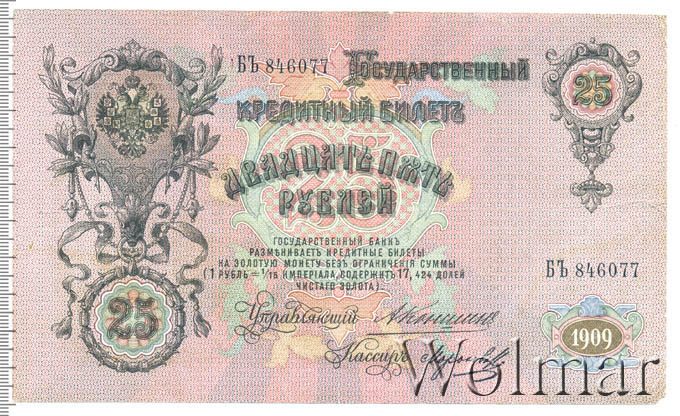 БЪ 846077
Государственный
25
Кредитный Билетъ
Двадцать Пять
Рублей
25
ГОСУДАРСТВЕННЫЙ БАНКЪ
РАЗМѢНИВАЕТЪ КРЕДИТНЫЕ БИЛЕТЫ
НА ЗОЛОТУЮ МОНЕТУ БЕЗЪ ОГРАНИЧЕНІЯ СУММЫ
(1 РУБЛЬ = 1/15 ИМПЕРІАЛА, СОДЕРЖИТЪ 17,424 ДОЛЕЙ
ЧИСТАГО ЗОЛОТА).
БЪ 846077
25
Управляющій
1909
Кассиръ
Wolmar